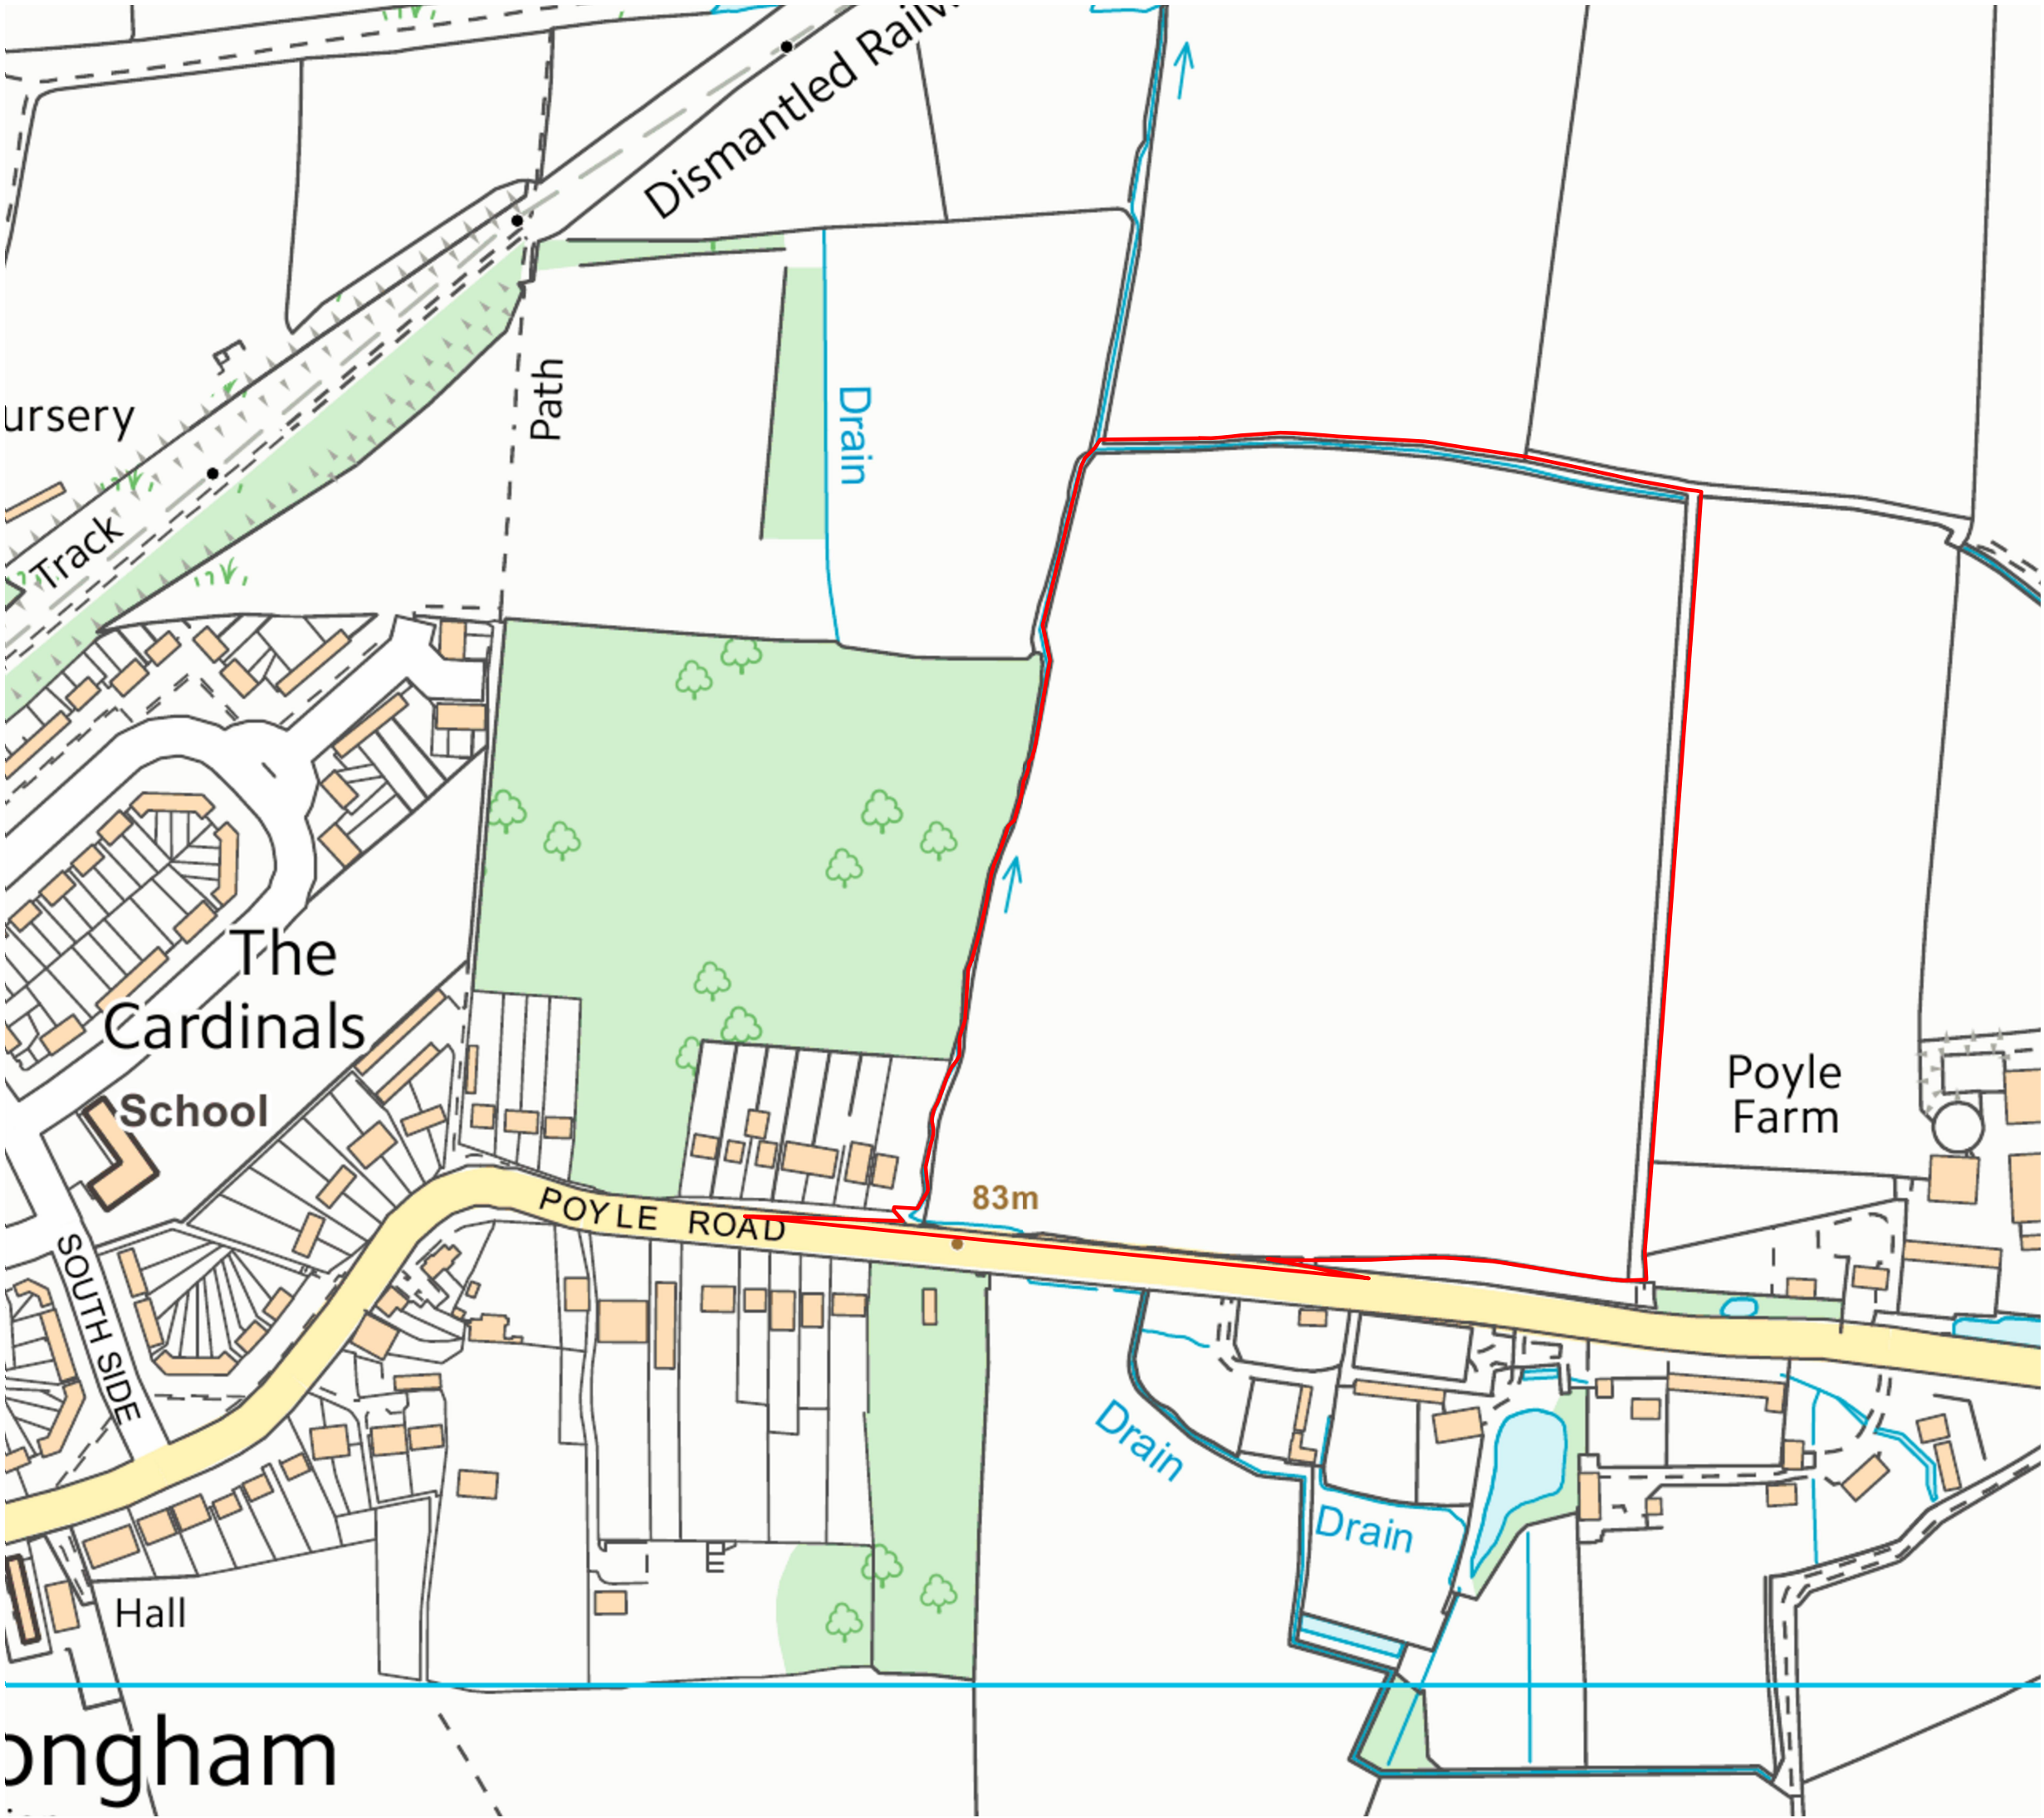 Dismantled Railw
ursery
Path
Drain
Track
The
Cardinals
School
Poyle
Farm
83m
POYLE ROAD
SOUTH SIDE
Drain
Drain
Hall
ongham